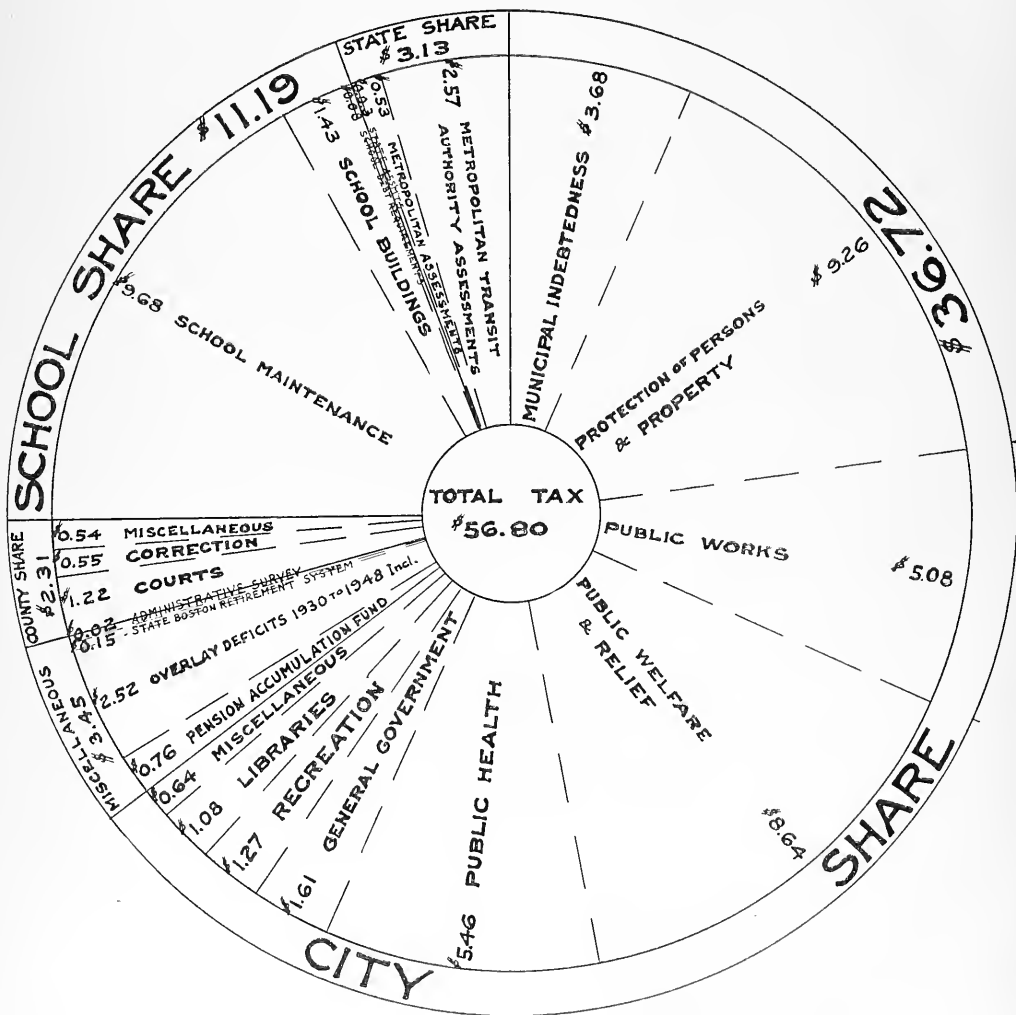 STATE SHARE
$3.13
$2.57 METROPOLITAN TRANSIT
AUTHORITY ASSESSMENTS
$0.53 METROPOLITAN ASSESSMENTS
$36.72
MUNICIPAL INDEBTEDNESS $3.68
$9.26
PROTECTION OF PERSONS
& PROPERTY
PUBLIC WORKS
$5.08
PUBLIC WELFARE
& RELIEF
$8.64
SHARE
CITY
$5.46 PUBLIC HEALTH
$1.61 GENERAL GOVERNMENT
$1.27 RECREATION
$1.08 LIBRARIES
$0.64 MISCELLANEOUS
MISCELLANEOUS
$3.45
$0.76 PENSION ACCUMULATION FUND
$2.52 OVERLAY DEFICITS 1930 TO 1948 Incl.
$0.15 - STATE BOSTON RETIREMENT SYSTEM
$0.02 - ADMINISTRATIVE SURVEY
COUNTY SHARE
$2.31
$1.22 COURTS
$0.55 CORRECTION
$0.54 MISCELLANEOUS
SCHOOL SHARE $11.19
$9.68 SCHOOL MAINTENANCE
$1.43 SCHOOL BUILDINGS
TOTAL TAX
$56.80